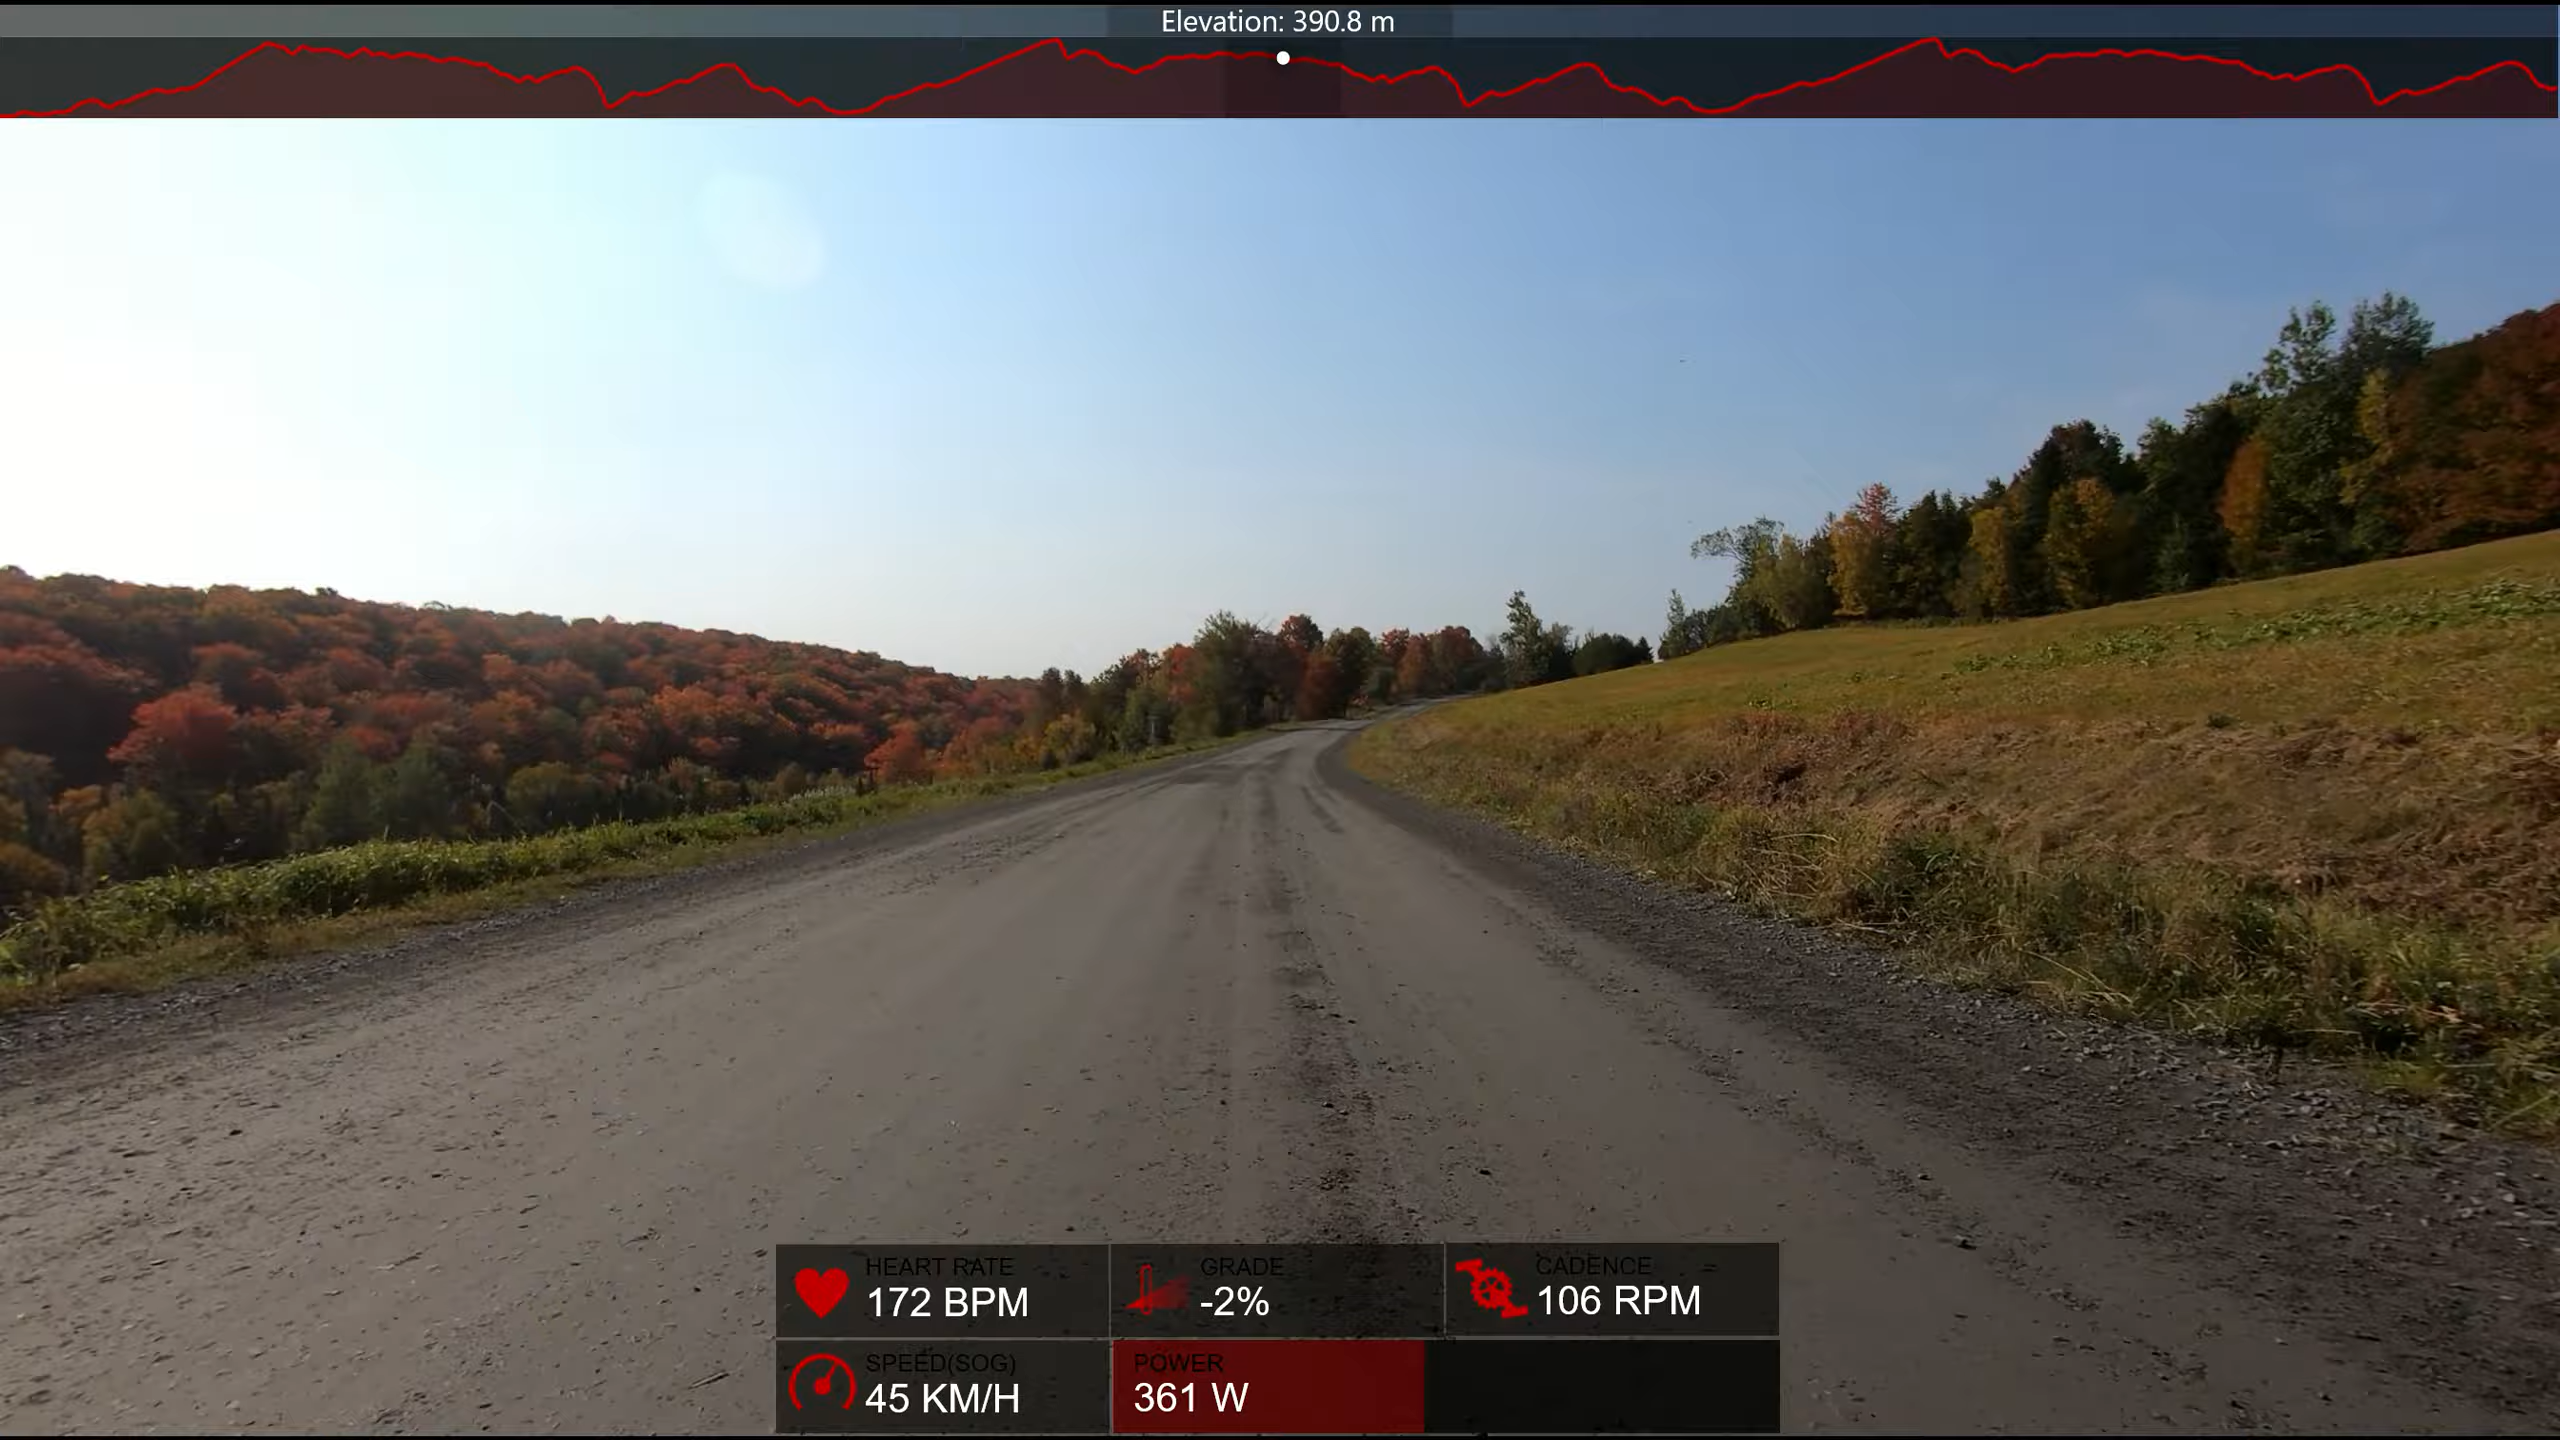 Elevation: 390.8 m
HEART RATE
172 BPM
GRADE
-2%
CADENCE
106 RPM
SPEED(SOG)
45 KM/H
POWER
361 W